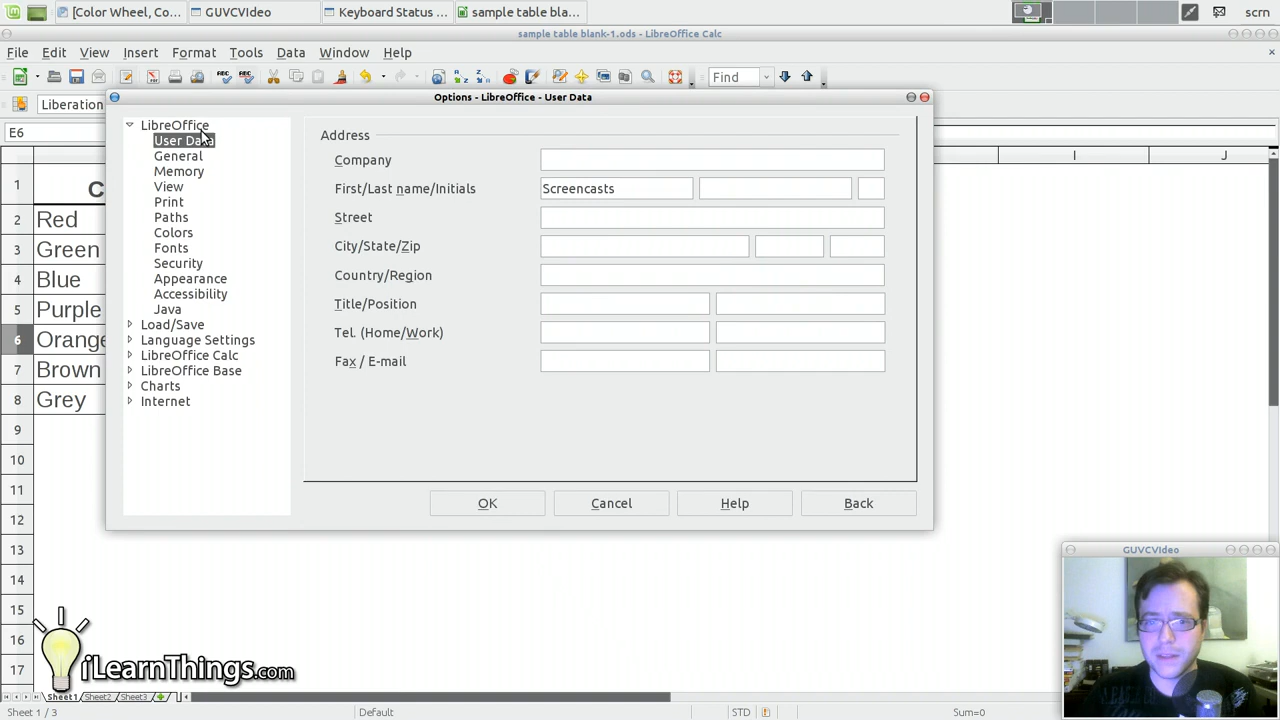 [Color Wheel, Co... GUVCVIdeo Keyboard Status ... sample table bla... scrn
sample table blank-1.ods - LibreOffice Calc
File Edit View Insert Format Tools Data Window Help
Find
Liberation
Options - LibreOffice - User Data
E6
I J
LibreOffice
User Data
General
Memory
View
Print
Paths
Colors
Fonts
Security
Appearance
Accessibility
Java
Load/Save
Language Settings
LibreOffice Calc
LibreOffice Base
Charts
Internet
Address
Company
First/Last name/Initials Screencasts
Street
City/State/Zip
Country/Region
Title/Position
Tel. (Home/Work)
Fax / E-mail
OK Cancel Help Back
1 C
2 Red
3 Green
4 Blue
5 Purple
6 Orange
7 Brown
8 Grey
9
10
11
12
13
14
15
16
17
GUVCVIdeo
iLearnThings.com
Sheet1 Sheet2 Sheet3
Sheet 1 / 3 Default STD Sum=0